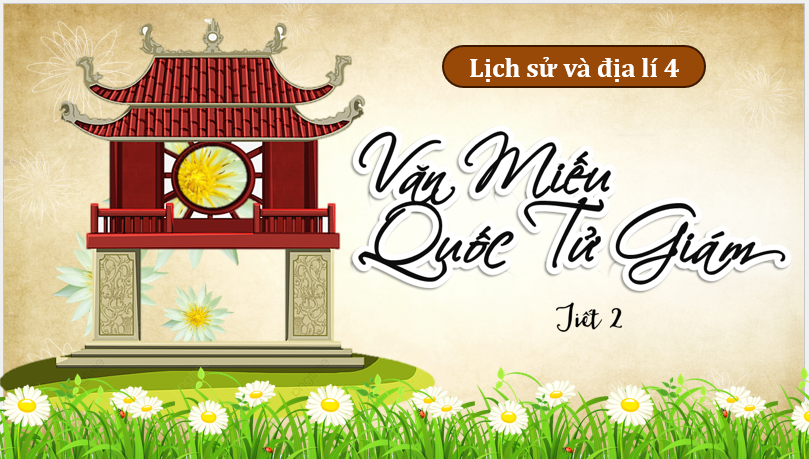 Lịch sử và địa lí 4
Văn Miếu
Quốc Tử Giám
Tiết 2